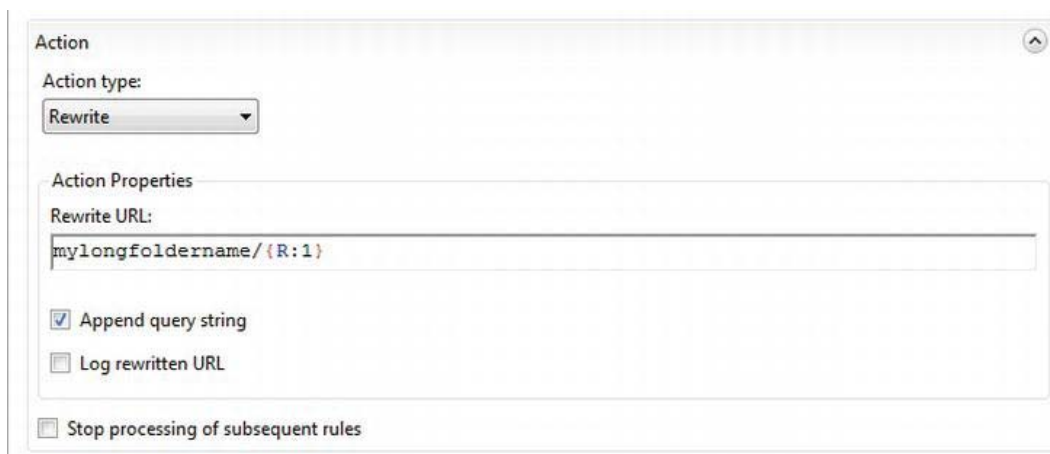 Action
Action type:
Rewrite
Action Properties
Rewrite URL:
mylongfoldername/{R:1}
Append query string
Log rewritten URL
Stop processing of subsequent rules